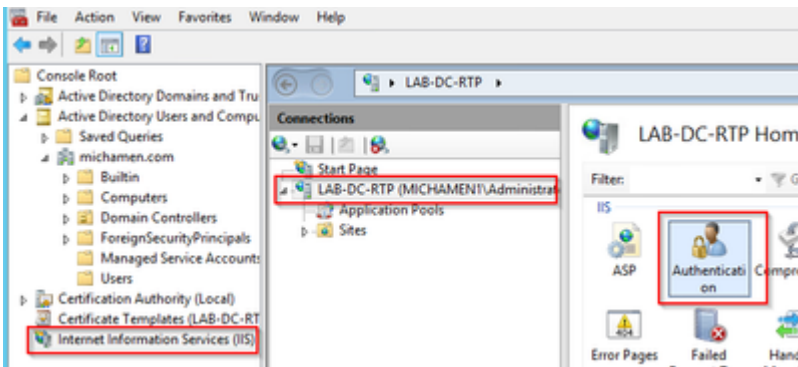 File Action View Favorites Window Help
Console Root
Active Directory Domains and Tru
Active Directory Users and Compu
Saved Queries
michamen.com
Builtin
Computers
Domain Controllers
ForeignSecurityPrincipals
Managed Service Accounts
Users
Certification Authority (Local)
Certificate Templates (LAB-DC-RT
Internet Information Services (IIS)
LAB-DC-RTP
Connections
Start Page
LAB-DC-RTP (MICHAMEN1\Administrat
Application Pools
Sites
LAB-DC-RTP Hom
Filter:
IIS
ASP
Authenticati
on
Compre
404
Error Pages
Failed
Hand